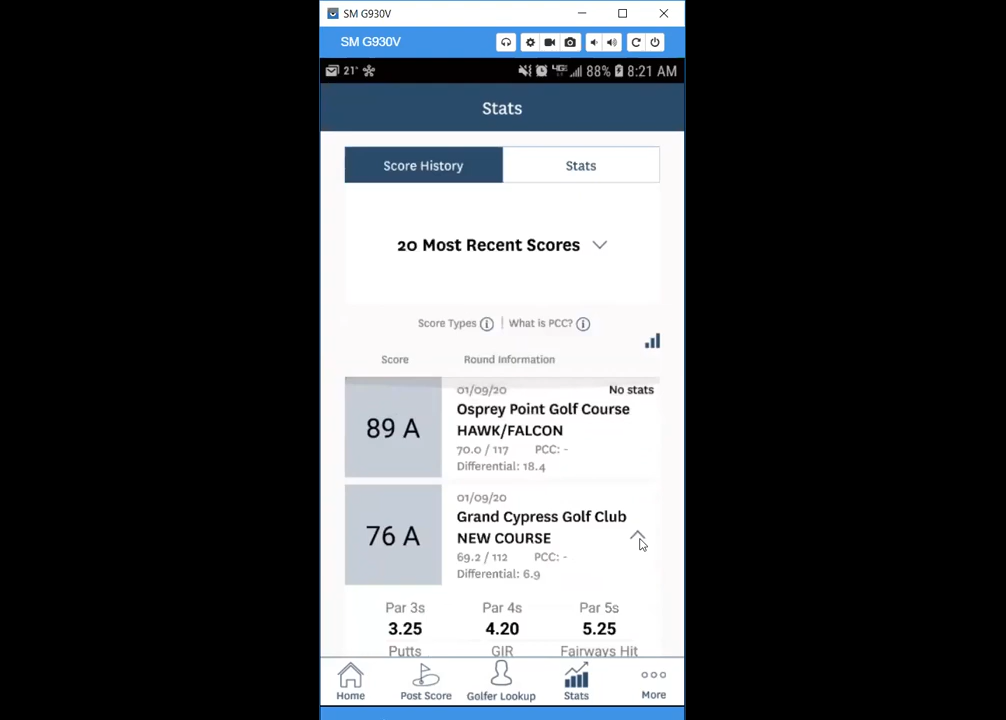 SM G930V
SM G930V
21° 88% 8:21 AM
Stats
Score History Stats
20 Most Recent Scores
Score Types | What is PCC?
Score Round Information
01/09/20 No stats
Osprey Point Golf Course
89 A HAWK/FALCON
70.0 / 117 PCC: -
Differential: 18.4
01/09/20
Grand Cypress Golf Club
76 A NEW COURSE
69.2 / 112 PCC: -
Differential: 6.9
Par 3s Par 4s Par 5s
3.25 4.20 5.25
Putts GIR Fairways Hit
Home Post Score Golfer Lookup Stats More